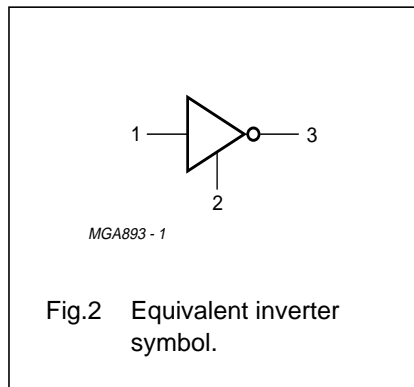 1
3
2
MGA893 - 1
Fig.2 Equivalent inverter
symbol.